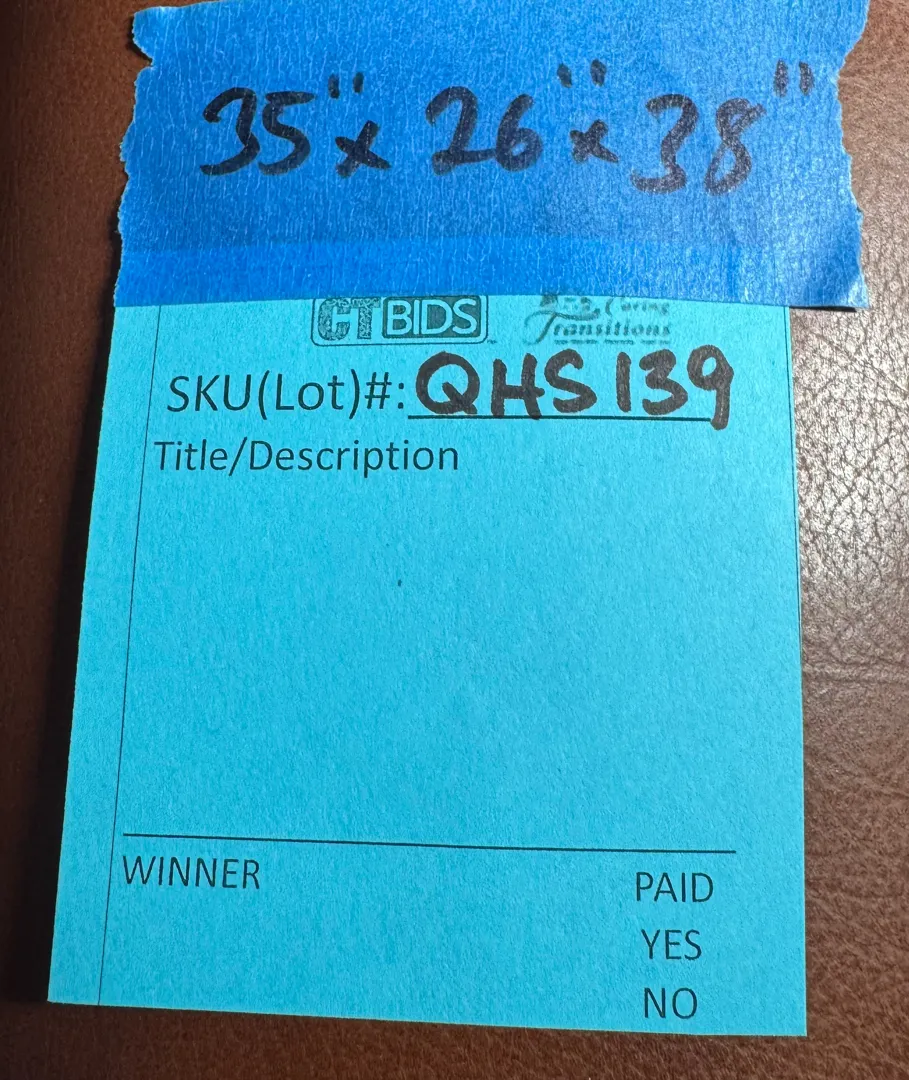 35" x 26" x 38"
CT BIDS
Caring
Transitions
SKU(Lot)#: QHS139
Title/Description
WINNER PAID
YES
NO